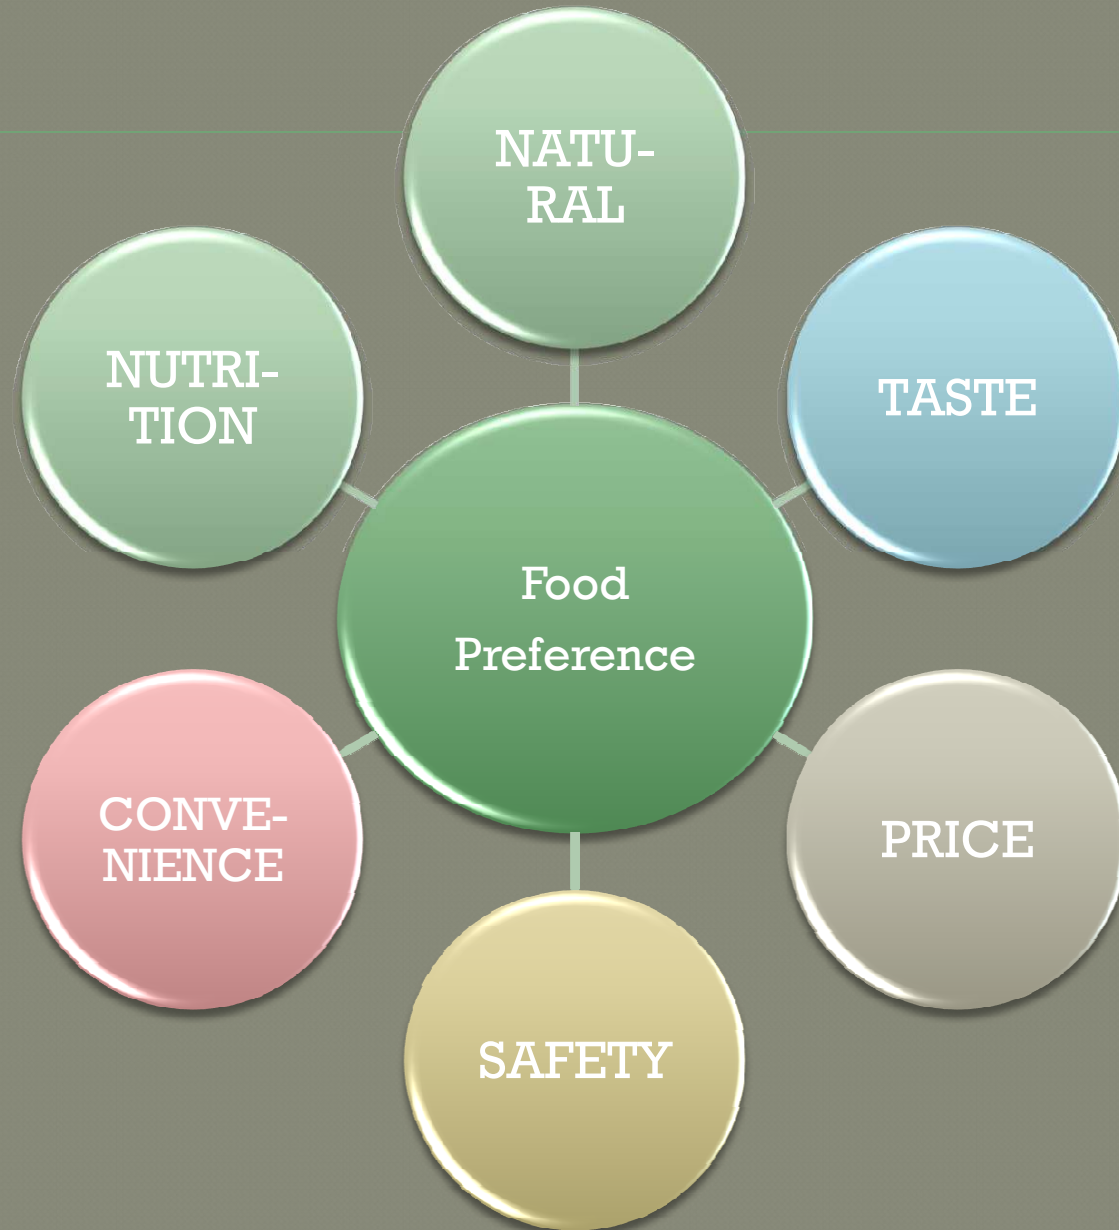 NATU-
RAL
NUTRI-
TION
TASTE
Food
Preference
CONVE-
NIENCE
PRICE
SAFETY